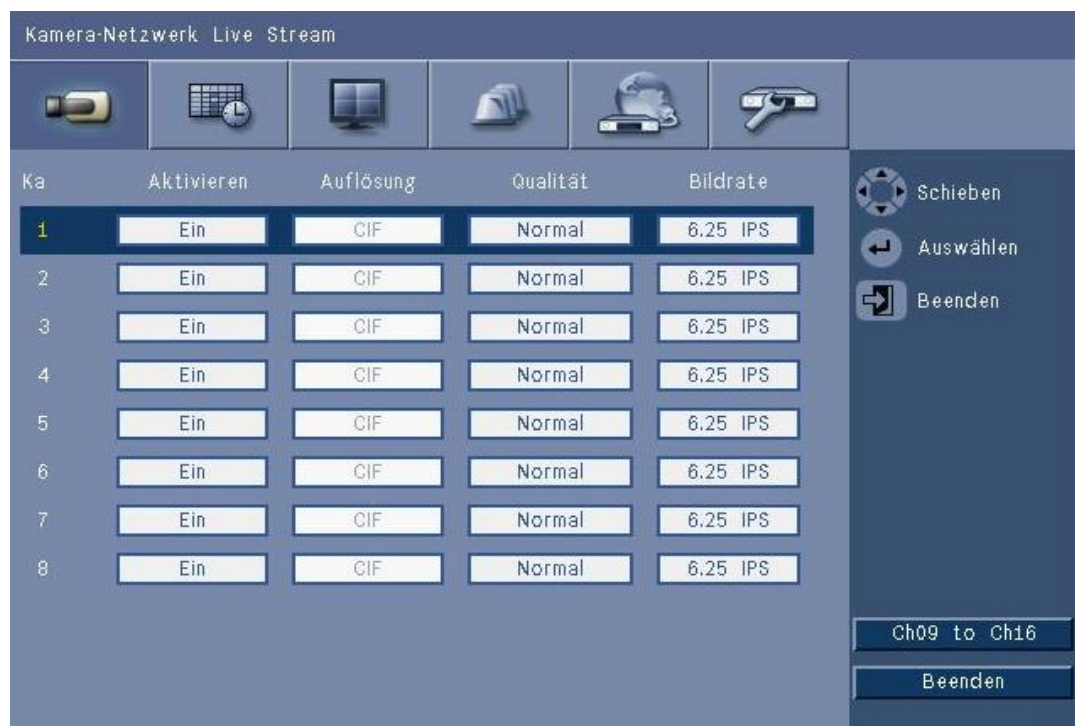 Kamera-Netzwerk Live Stream
Ka Aktivieren Auflösung Qualität Bildrate
1 Ein CIF Normal 6.25 IPS
2 Ein CIF Normal 6.25 IPS
3 Ein CIF Normal 6.25 IPS
4 Ein CIF Normal 6.25 IPS
5 Ein CIF Normal 6.25 IPS
6 Ein CIF Normal 6.25 IPS
7 Ein CIF Normal 6.25 IPS
8 Ein CIF Normal 6.25 IPS
Schieben
Auswählen
Beenden
Ch09 to Ch16
Beenden